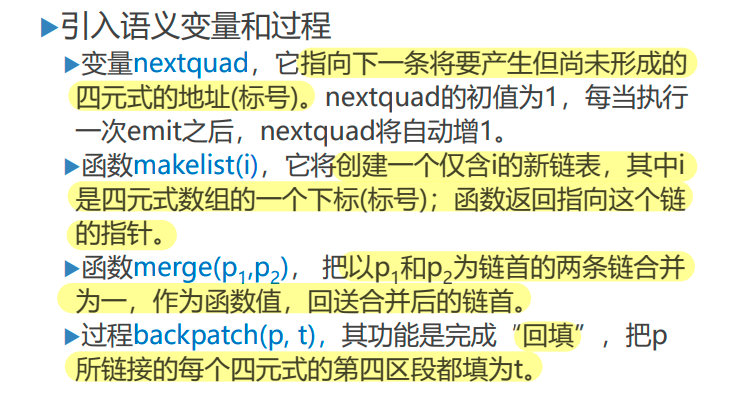 ▶引入语义变量和过程
▶变量nextquad，它指向下一条将要产生但尚未形成的
四元式的地址(标号)。nextquad的初值为1，每当执行
一次emit之后，nextquad将自动增1。
▶函数makelist(i)，它将创建一个仅含i的新链表，其中i
是四元式数组的一个下标(标号)；函数返回指向这个链
的指针。
▶函数merge(p₁,p₂)， 把以p₁和p₂为链首的两条链合并
为一，作为函数值，回送合并后的链首。
▶过程backpatch(p, t)，其功能是完成“回填”，把p
所链接的每个四元式的第四区段都填为t。